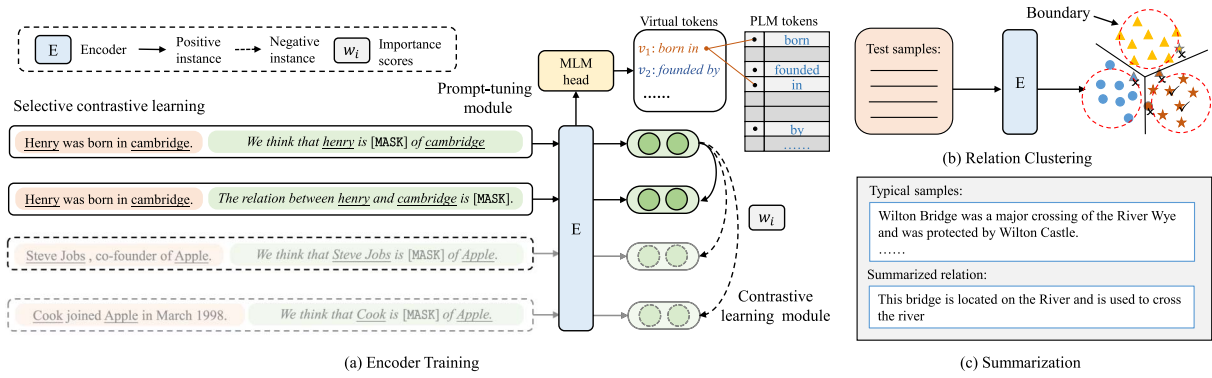 E
Encoder
Positive
instance
Negative
instance
w_i
Importance
scores
Selective contrastive learning
Prompt-tuning
module
MLM
head
Virtual tokens
v1: born in
v2: founded by
......
PLM tokens
born
founded
in
by
......
Henry was born in cambridge.
We think that henry is [MASK] of cambridge
Henry was born in cambridge.
The relation between henry and cambridge is [MASK].
Steve Jobs , co-founder of Apple.
We think that Steve Jobs is [MASK] of Apple.
Cook joined Apple in March 1998.
We think that Cook is [MASK] of Apple.
E
w_i
Contrastive
learning module
(a) Encoder Training
Test samples:
E
Boundary
(b) Relation Clustering
Typical samples:
Wilton Bridge was a major crossing of the River Wye
and was protected by Wilton Castle.
......
Summarized relation:
This bridge is located on the River and is used to cross
the river
(c) Summarization